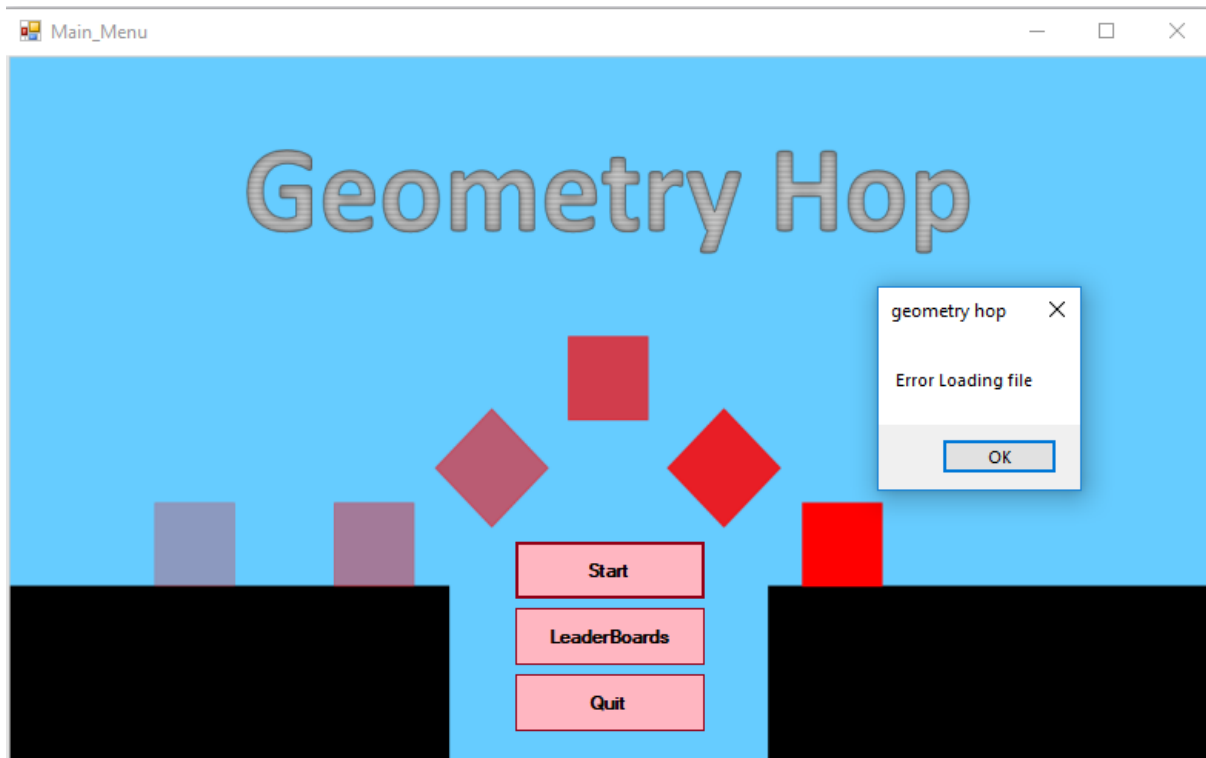 Main_Menu
Geometry Hop
geometry hop
Error Loading file
OK
Start
LeaderBoards
Quit